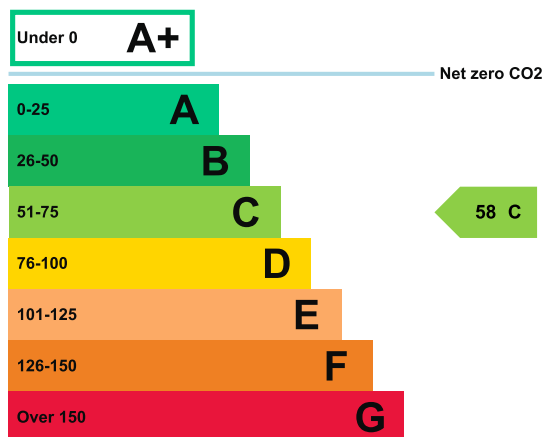 Under 0 A+
Net zero CO2
0-25 A
26-50 B
51-75 C
58 C
76-100 D
101-125 E
126-150 F
Over 150 G